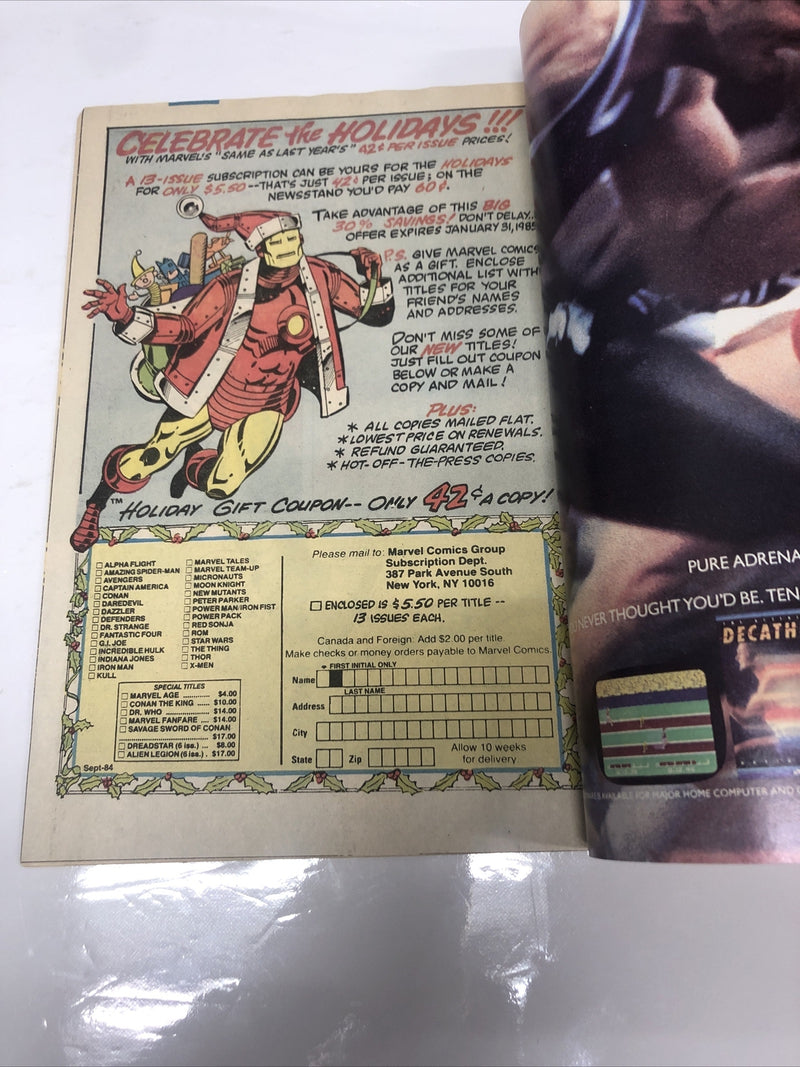 CELEBRATE the HOLIDAYS!!!
WITH MARVEL'S "SAME AS LAST YEAR'S" 42¢ PER ISSUE PRICES!
A 13-ISSUE SUBSCRIPTION CAN BE YOURS FOR THE HOLIDAYS
FOR ONLY $5.50--THAT'S JUST 42¢ PER ISSUE; ON THE
NEWSSTAND YOU'D PAY 60¢.
TAKE ADVANTAGE OF THIS BIG
30% SAVINGS! DON'T DELAY.
OFFER EXPIRES JANUARY 31, 1985
P.S. GIVE MARVEL COMICS
AS A GIFT. ENCLOSE
ADDITIONAL LIST WITH
TITLES FOR YOUR
FRIEND'S NAMES
AND ADDRESSES.
DON'T MISS SOME OF
OUR NEW TITLES!
JUST FILL OUT COUPON
BELOW OR MAKE A
COPY AND MAIL!
PLUS:
* ALL COPIES MAILED FLAT.
* LOWEST PRICE ON RENEWALS.
* REFUND GUARANTEED.
* HOT-OFF-THE-PRESS COPIES.
TM
HOLIDAY GIFT COUPON-- ONLY 42¢ A COPY!
ALPHA FLIGHT
AMAZING SPIDER-MAN
AVENGERS
CAPTAIN AMERICA
CONAN
DAREDEVIL
DAZZLER
DEFENDERS
DR. STRANGE
FANTASTIC FOUR
G.I. JOE
INCREDIBLE HULK
INDIANA JONES
IRON MAN
KULL
MARVEL TALES
MARVEL TEAM-UP
MICRONAUTS
MOON KNIGHT
NEW MUTANTS
PETER PARKER
POWER MAN/IRON FIST
POWER PACK
RED SONJA
ROM
STAR WARS
THE THING
THOR
X-MEN
SPECIAL TITLES
MARVEL AGE ............ $4.00
CONAN THE KING ...... $10.00
DR. WHO ................. $14.00
MARVEL FANFARE .... $14.00
SAVAGE SWORD OF CONAN
$17.00
DREADSTAR (6 iss.) ... $8.00
ALIEN LEGION (6 iss.) . $17.00
Sept-84
Please mail to: Marvel Comics Group
Subscription Dept.
387 Park Avenue South
New York, NY 10016
ENCLOSED IS $5.50 PER TITLE --
13 ISSUES EACH.
Canada and Foreign: Add $2.00 per title.
Make checks or money orders payable to Marvel Comics.
FIRST INITIAL ONLY
Name
LAST NAME
Address
City
State
Zip
Allow 10 weeks
for delivery
PURE ADRENA
NEVER THOUGHT YOU'D BE. TEN
DECATH
AVAILABLE FOR MAJOR HOME COMPUTER AND